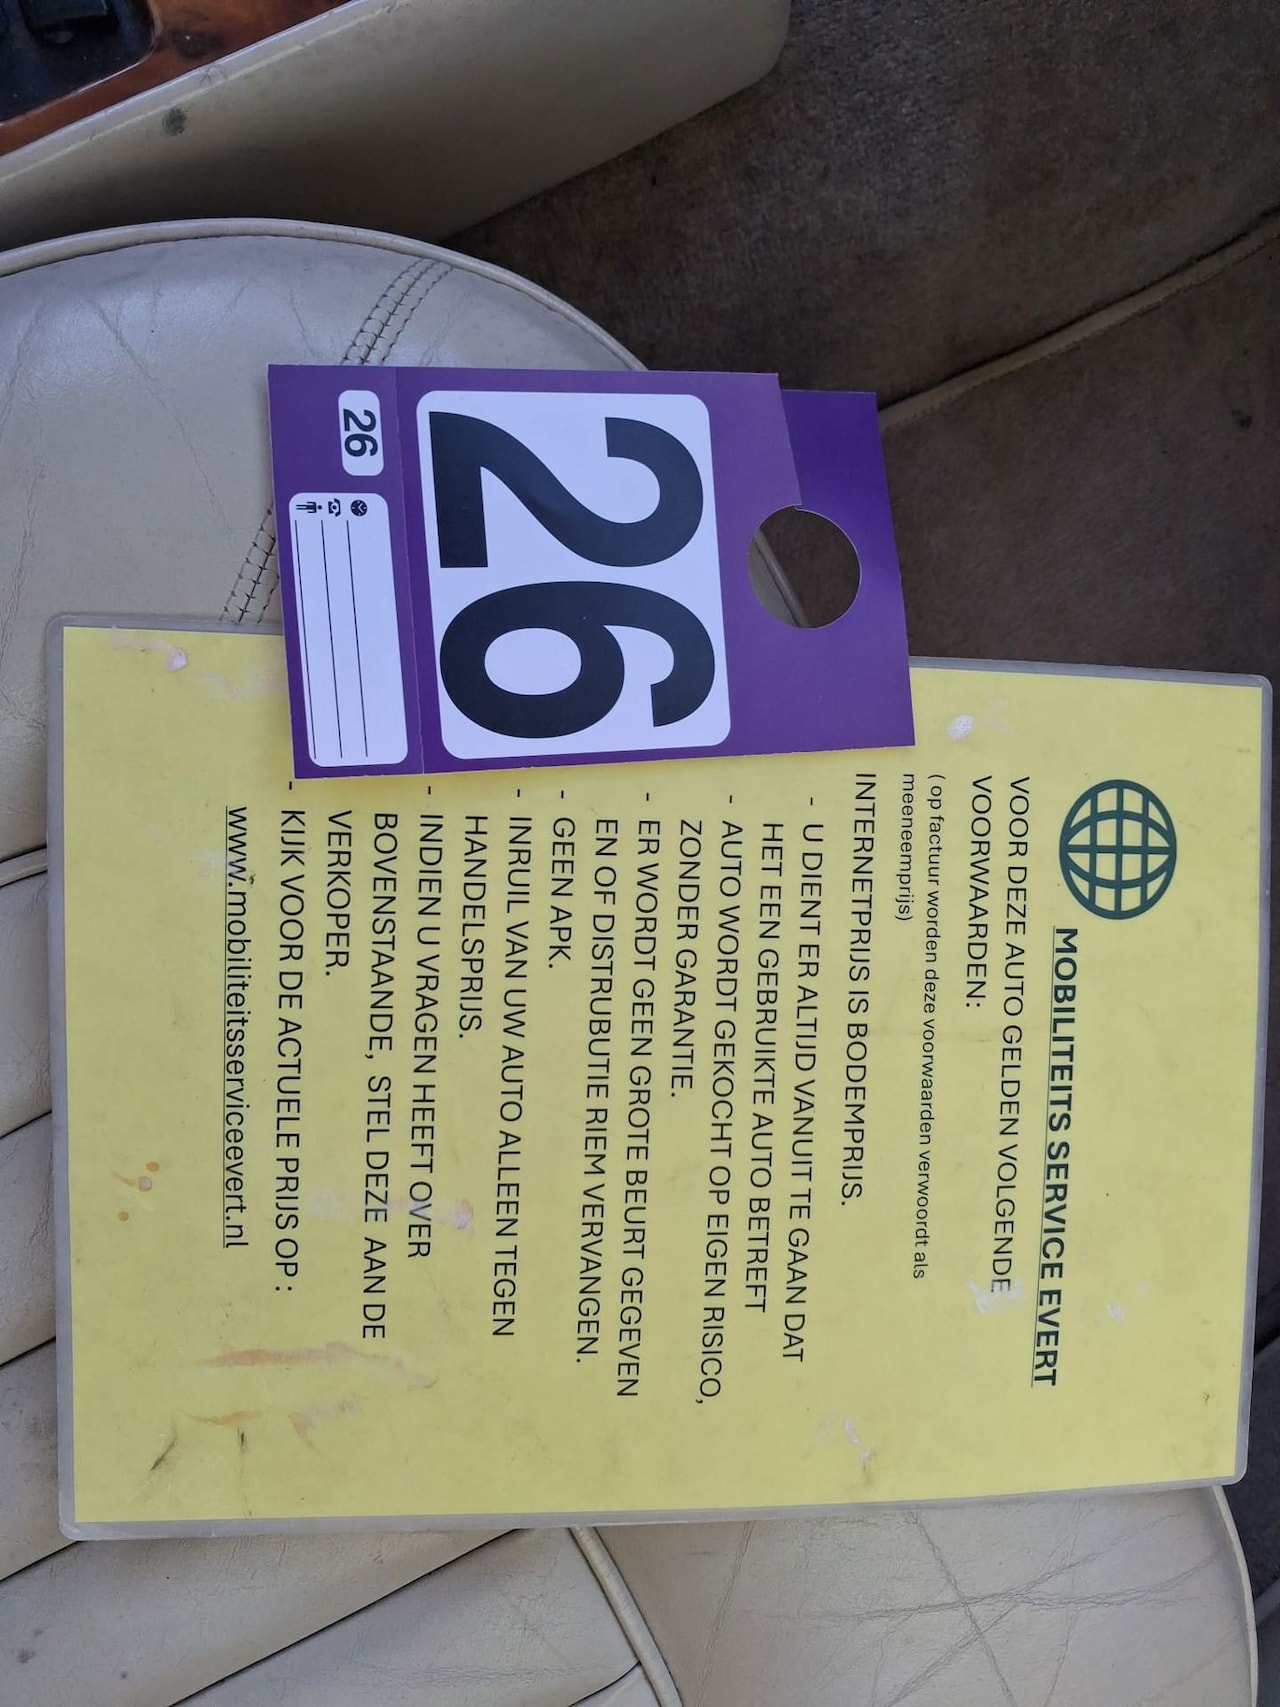 26
26
MOBILITEITS SERVICE EVERT
VOOR DEZE AUTO GELDEN VOLGENDE
VOORWAARDEN:
( op factuur worden deze voorwaarden verwoordt als
meeneemprijs)
INTERNETPRIJS IS BODEMPRIJS.
- U DIENT ER ALTIJD VANUIT TE GAAN DAT
HET EEN GEBRUIKTE AUTO BETREFT
- AUTO WORDT GEKOCHT OP EIGEN RISICO,
ZONDER GARANTIE.
- ER WORDT GEEN GROTE BEURT GEGEVEN
EN OF DISTRUBUTIE RIEM VERVANGEN.
- GEEN APK.
- INRUIL VAN UW AUTO ALLEEN TEGEN
HANDELSPRIJS.
- INDIEN U VRAGEN HEEFT OVER
BOVENSTAANDE, STEL DEZE AAN DE
VERKOPER.
- KIJK VOOR DE ACTUELE PRIJS OP :
www.mobiliteitsserviceevert.nl